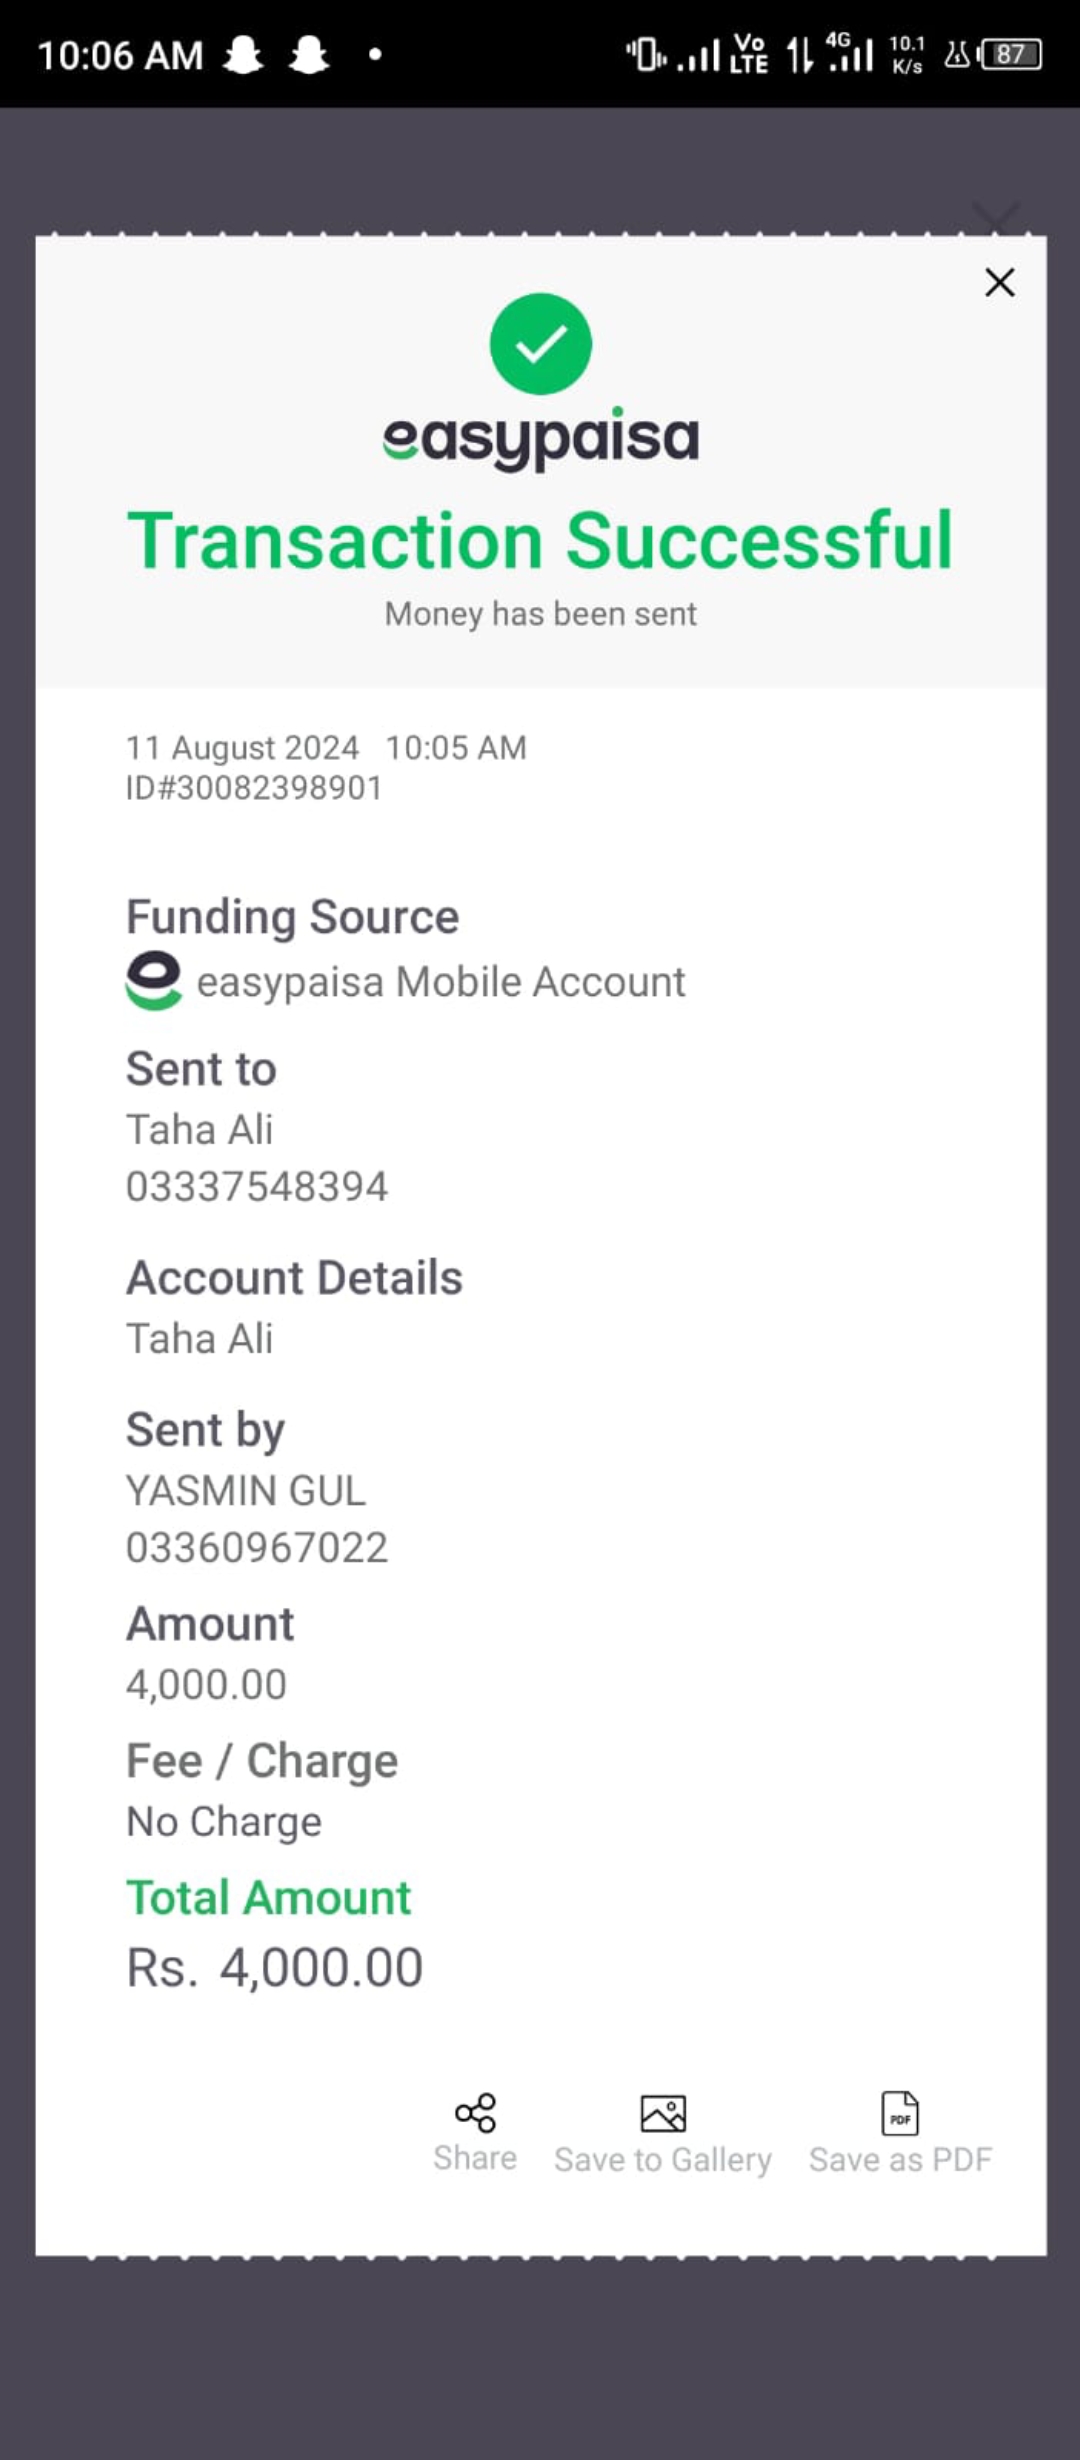 10:06 AM
Vo LTE 4G 10.1 K/s 87
easypaisa
Transaction Successful
Money has been sent
11 August 2024 10:05 AM
ID#30082398901
Funding Source
easypaisa Mobile Account
Sent to
Taha Ali
03337548394
Account Details
Taha Ali
Sent by
YASMIN GUL
03360967022
Amount
4,000.00
Fee / Charge
No Charge
Total Amount
Rs. 4,000.00
PDF
Share Save to Gallery Save as PDF